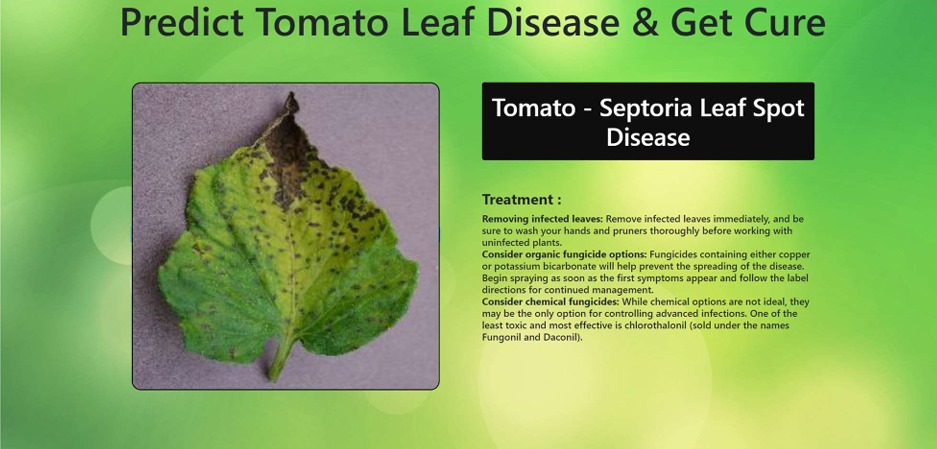 Predict Tomato Leaf Disease & Get Cure
Tomato - Septoria Leaf Spot
Disease
Treatment :
Removing infected leaves: Remove infected leaves immediately, and be
sure to wash your hands and pruners thoroughly before working with
uninfected plants.
Consider organic fungicide options: Fungicides containing either copper
or potassium bicarbonate will help prevent the spreading of the disease.
Begin spraying as soon as the first symptoms appear and follow the label
directions for continued management.
Consider chemical fungicides: While chemical options are not ideal, they
may be the only option for controlling advanced infections. One of the
least toxic and most effective is chlorothalonil (sold under the names
Fungonil and Daconil).